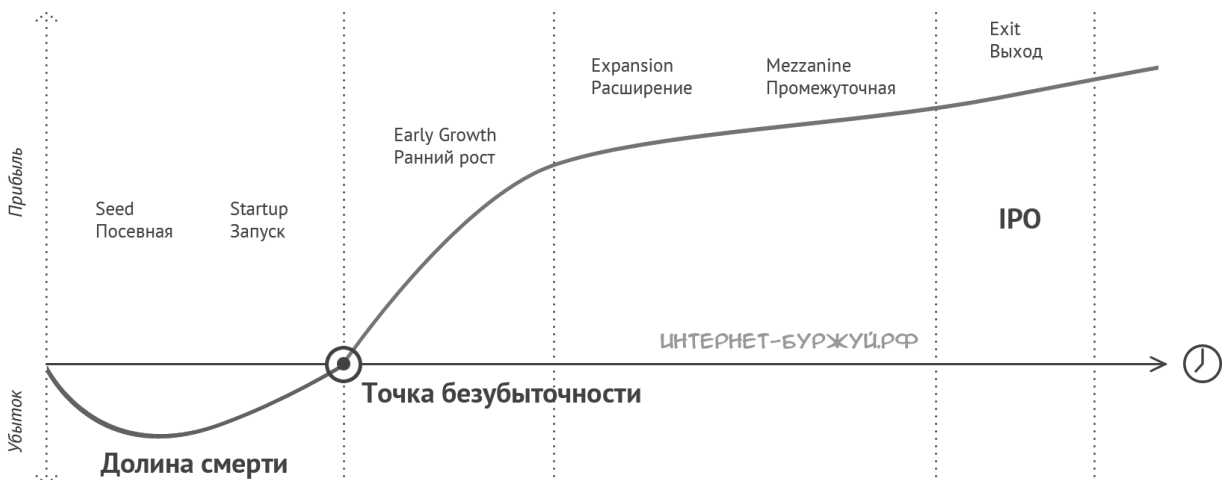 Exit
Выход
Expansion
Расширение
Mezzanine
Промежуточная
Early Growth
Ранний рост
Прибыль
Seed
Посевная
Startup
Запуск
IPO
ИНТЕРНЕТ-БУРЖУЙ.РФ
Точка безубыточности
Убыток
Долина смерти